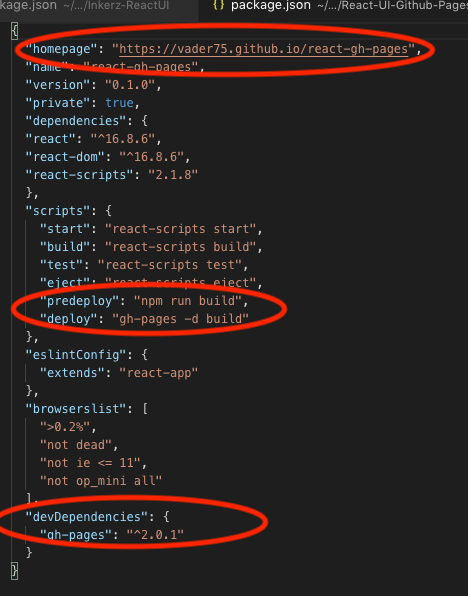 kage.json ~/.../Inkerz-ReactUI {} package.json ~/.../React-UI-Github-Pages
{
"homepage": "https://vader75.github.io/react-gh-pages",
"name": "react-gh-pages",
"version": "0.1.0",
"private": true,
"dependencies": {
"react": "^16.8.6",
"react-dom": "^16.8.6",
"react-scripts": "2.1.8"
},
"scripts": {
"start": "react-scripts start",
"build": "react-scripts build",
"test": "react-scripts test",
"eject": "react-scripts eject",
"predeploy": "npm run build",
"deploy": "gh-pages -d build"
},
"eslintConfig": {
"extends": "react-app"
},
"browserslist": [
">0.2%",
"not dead",
"not ie <= 11",
"not op_mini all"
],
"devDependencies": {
"gh-pages": "^2.0.1"
}
}